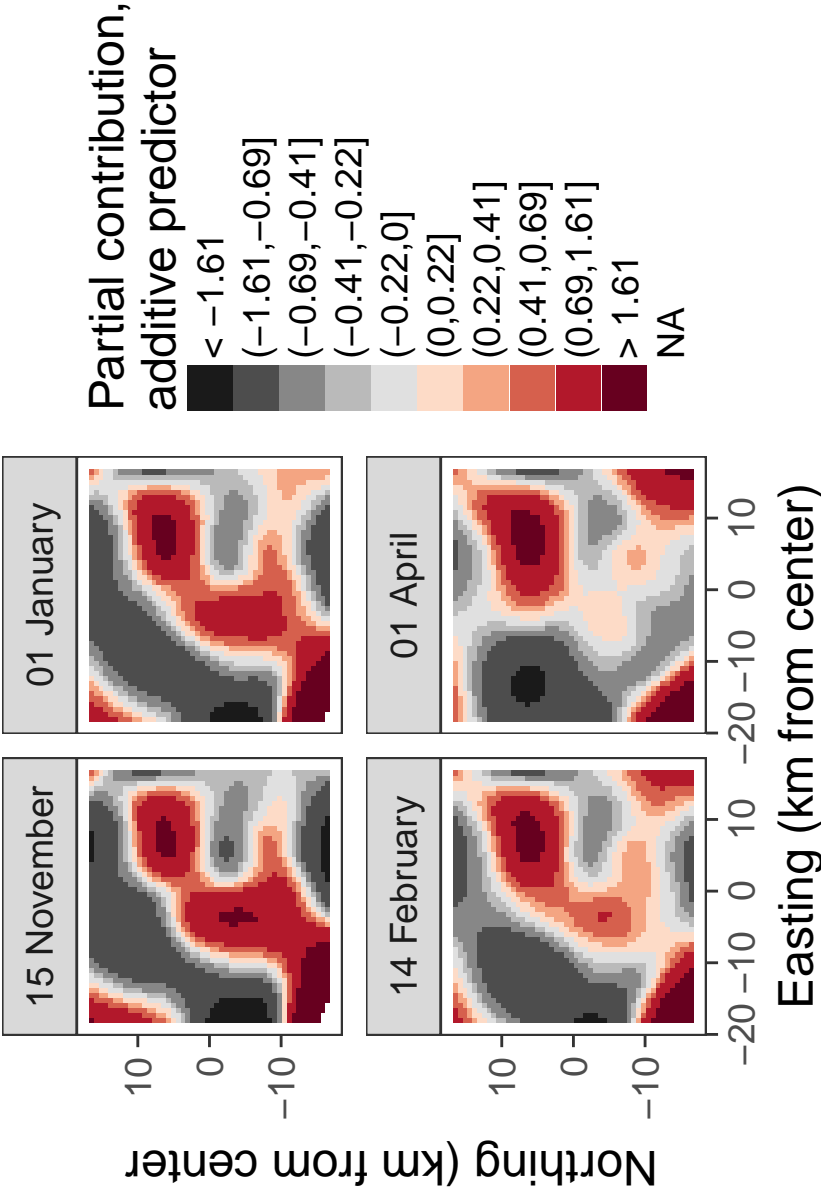 Northing (km from center)
15 November
01 January
10
0
−10
14 February
01 April
10
0
−10
−20 −10 0 10
−20 −10 0 10
Easting (km from center)
Partial contribution,
additive predictor
< −1.61
(−1.61,−0.69]
(−0.69,−0.41]
(−0.41,−0.22]
(−0.22,0]
(0,0.22]
(0.22,0.41]
(0.41,0.69]
(0.69,1.61]
> 1.61
NA